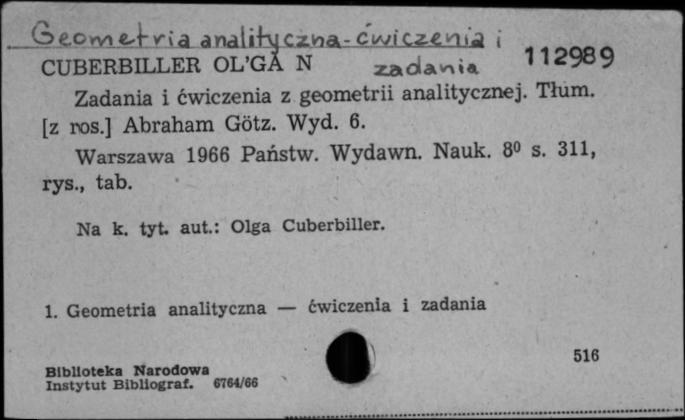 Geometria analityczna - ćwiczenia i
zadania
112989
CUBERBILLER OL'GA N
Zadania i ćwiczenia z geometrii analitycznej. Tłum.
[z ros.] Abraham Götz. Wyd. 6.
Warszawa 1966 Państw. Wydawn. Nauk. 8⁰ s. 311,
rys., tab.
Na k. tyt. aut.: Olga Cuberbiller.
1. Geometria analityczna — ćwiczenia i zadania
516
Biblioteka Narodowa
Instytut Bibliograf. 6764/66